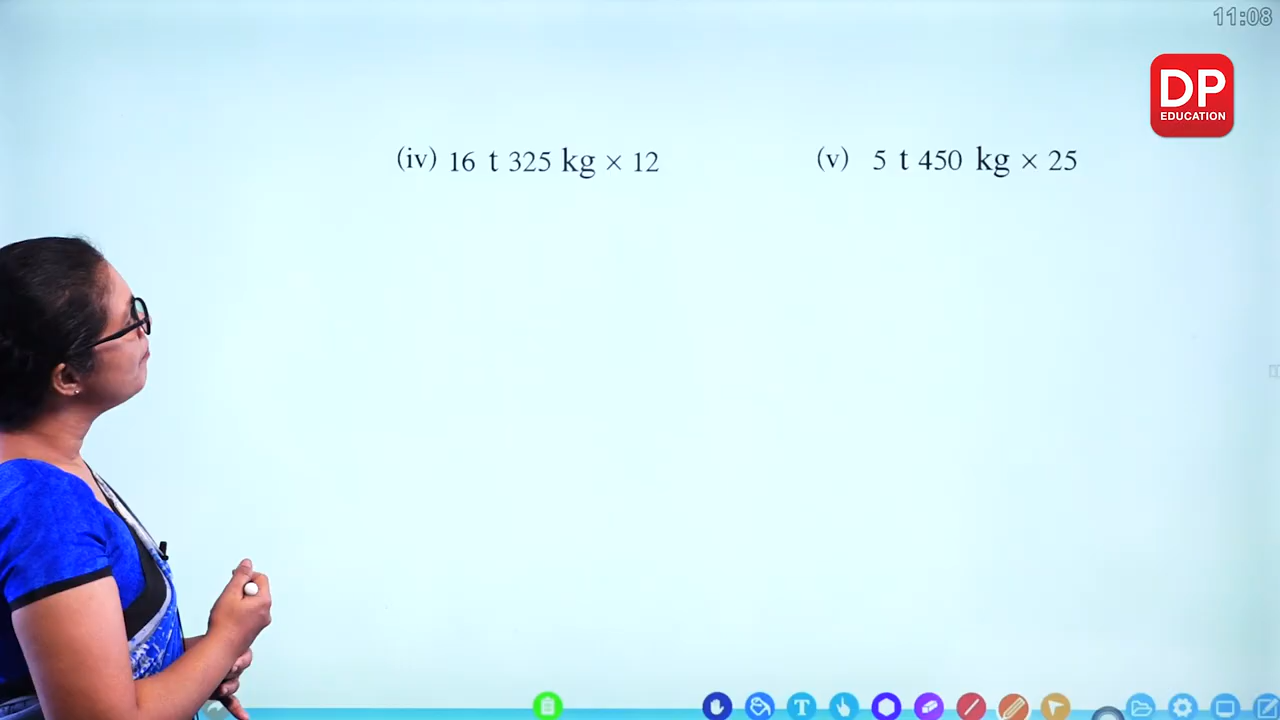 11:08
DP
EDUCATION
(iv) 16 t 325 kg × 12
(v) 5 t 450 kg × 25
T